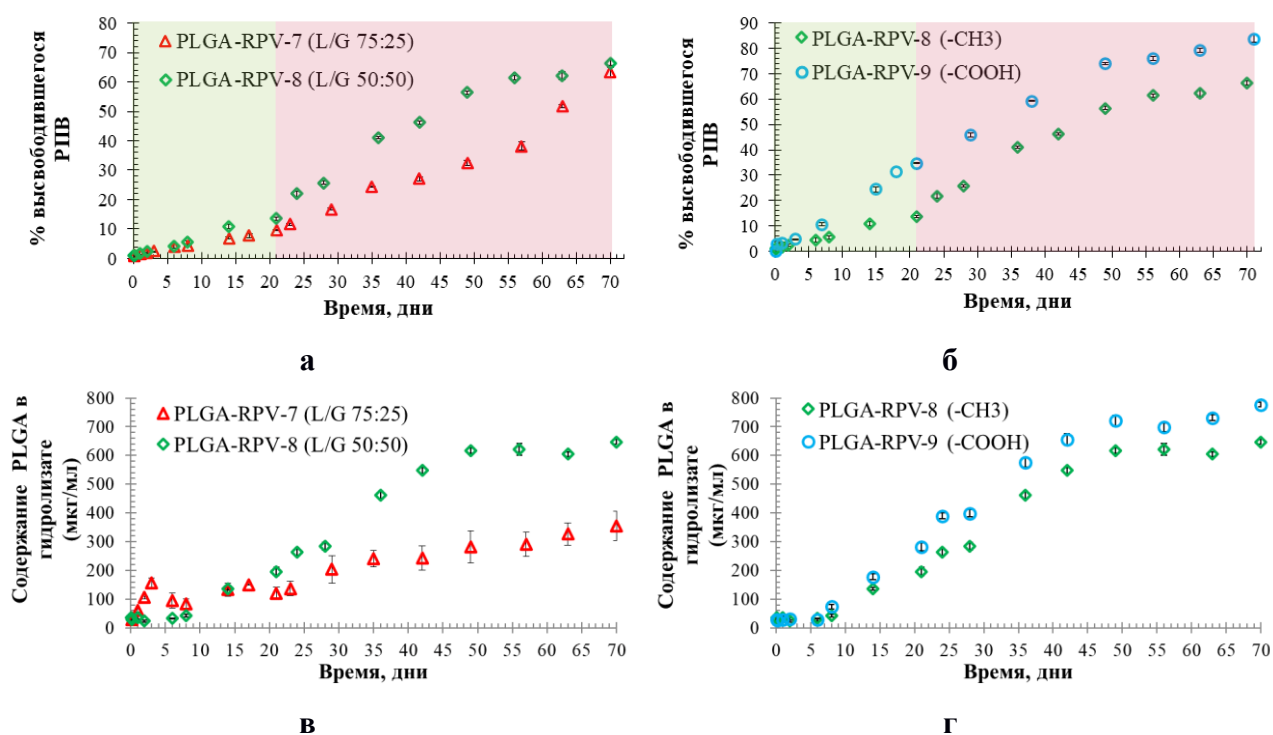 80
70
60
50
40
30
20
10
0
% высвободившегося
РПВ
PLGA-RPV-7 (L/G 75:25)
PLGA-RPV-8 (L/G 50:50)
0 5 10 15 20 25 30 35 40 45 50 55 60 65 70
Время, дни
а
90
80
70
60
50
40
30
20
10
0
% высвободившегося
РПВ
PLGA-RPV-8 (-CH3)
PLGA-RPV-9 (-COOH)
0 5 10 15 20 25 30 35 40 45 50 55 60 65 70
Время, дни
б
800
700
600
500
400
300
200
100
0
Содержание PLGA в
гидролизате
(мкг/мл)
PLGA-RPV-7 (L/G 75:25)
PLGA-RPV-8 (L/G 50:50)
0 5 10 15 20 25 30 35 40 45 50 55 60 65 70
Время, дни
в
800
700
600
500
400
300
200
100
0
Содержание PLGA в
гидролизате
(мкг/мл)
PLGA-RPV-8 (-CH3)
PLGA-RPV-9 (-COOH)
0 5 10 15 20 25 30 35 40 45 50 55 60 65 70
Время, дни
г